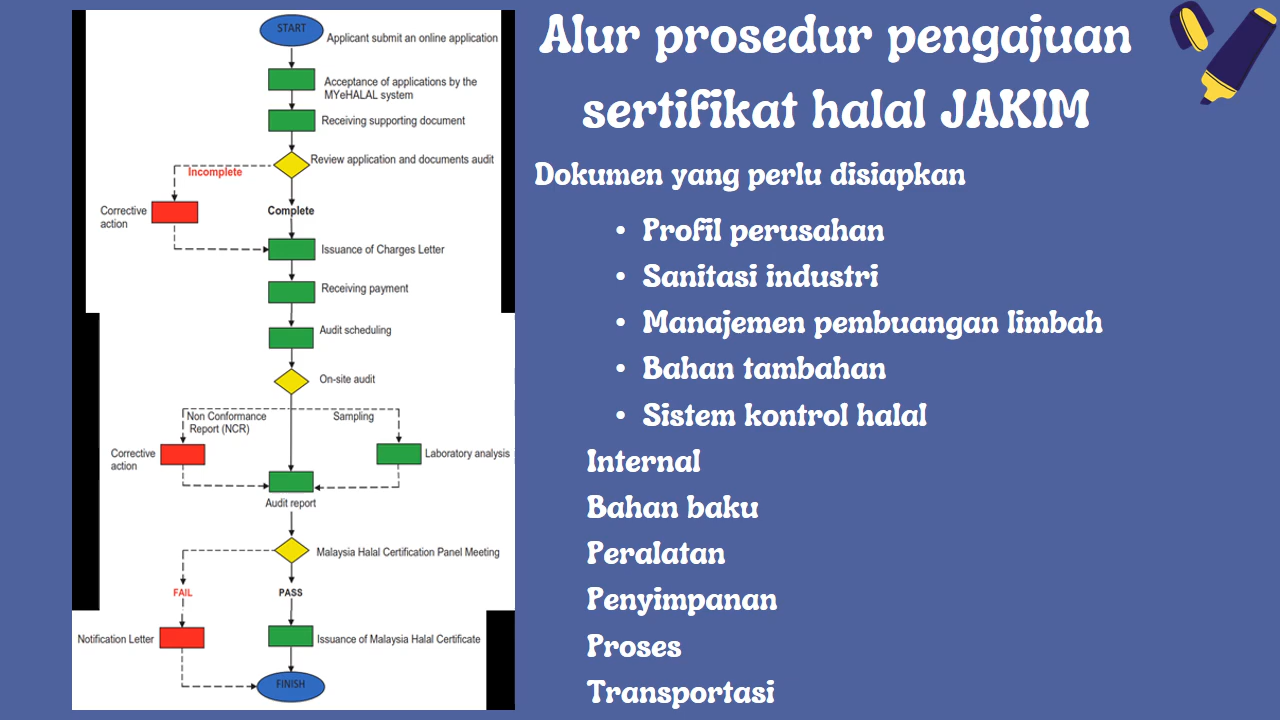 START
Applicant submit an online application
Acceptance of applications by the
MYeHALAL system
Receiving supporting document
Review application and documents audit
Incomplete
Corrective
action
Complete
Issuance of Charges Letter
Receiving payment
Audit scheduling
On-site audit
Non Conformance
Report (NCR)
Sampling
Corrective
action
Laboratory analysis
Audit report
Malaysia Halal Certification Panel Meeting
FAIL
PASS
Notification Letter
Issuance of Malaysia Halal Certificate
FINISH
Alur prosedur pengajuan
sertifikat halal JAKIM
Dokumen yang perlu disiapkan
• Profil perusahan
• Sanitasi industri
• Manajemen pembuangan limbah
• Bahan tambahan
• Sistem kontrol halal
Internal
Bahan baku
Peralatan
Penyimpanan
Proses
Transportasi